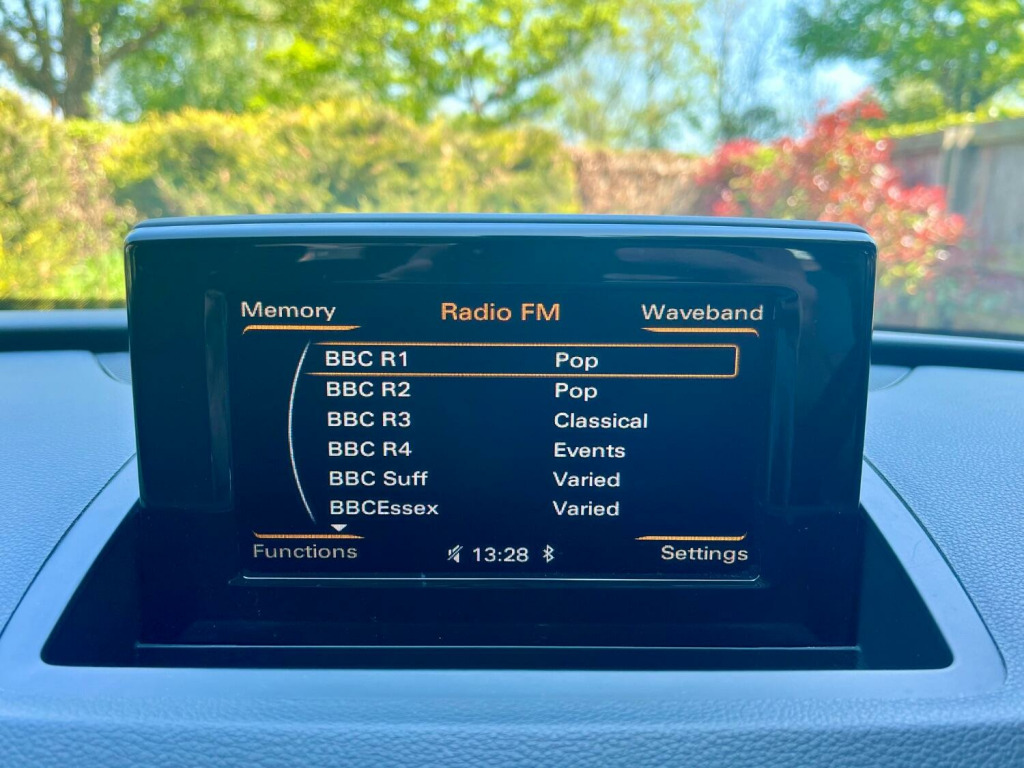 Memory Radio FM Waveband
BBC R1 Pop
BBC R2 Pop
BBC R3 Classical
BBC R4 Events
BBC Suff Varied
BBCEssex Varied
Functions 13:28 Settings